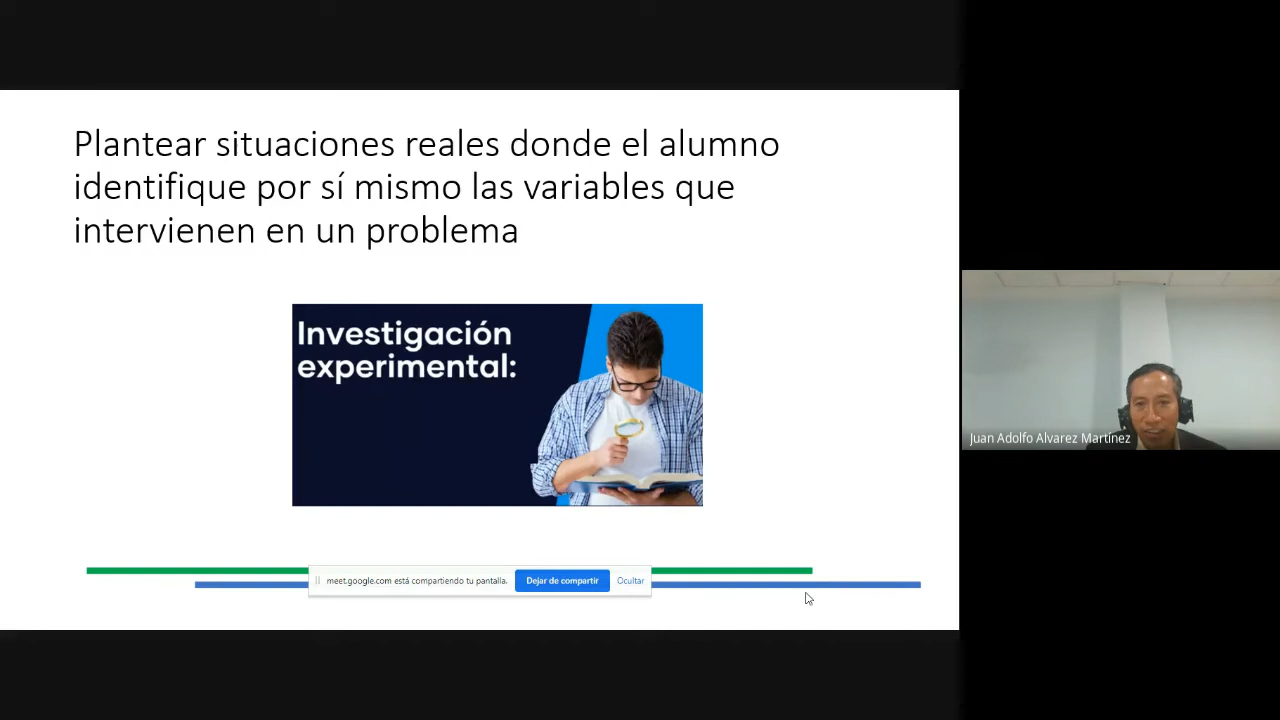 Plantear situaciones reales donde el alumno
identifique por sí mismo las variables que
intervienen en un problema
Investigación
experimental:
Juan Adolfo Alvarez Martínez
meet.google.com está compartiendo tu pantalla.
Dejar de compartir
Ocultar